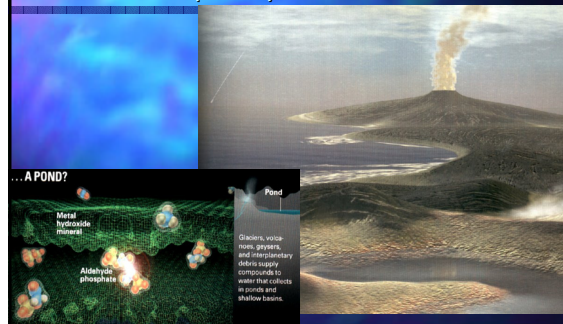 ...A POND?
Pond
Metal
hydroxide
mineral
Aldehyde
phosphate
Glaciers, volca-
noes, geysers,
and interplanetary
debris supply
compounds to
water that collects
in ponds and
shallow basins.